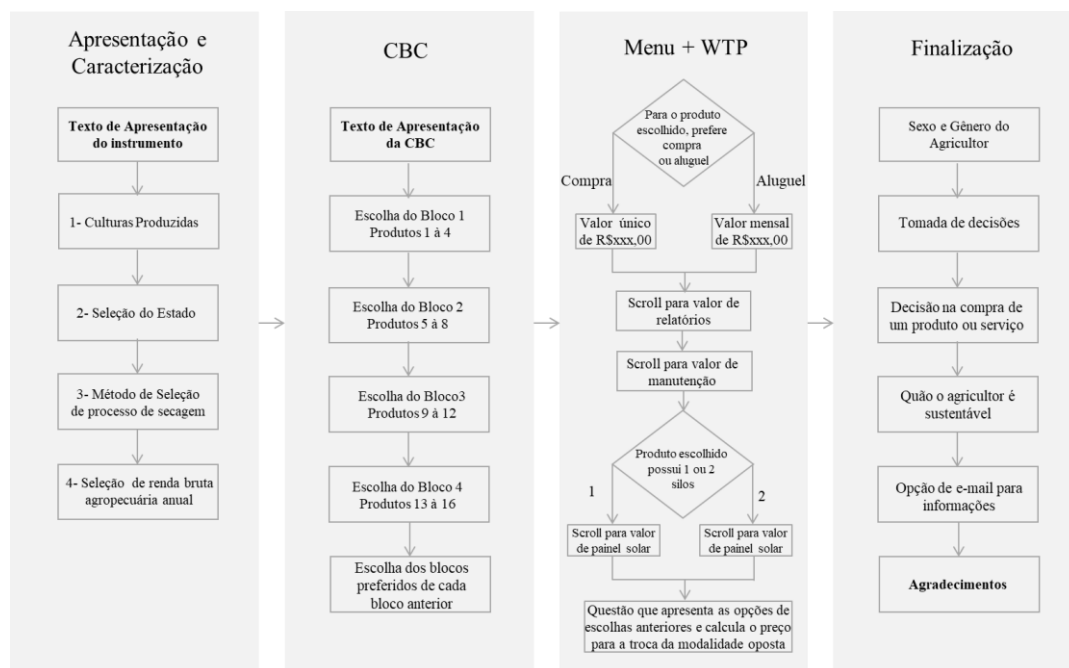 Apresentação e
Caracterização
Texto de Apresentação
do instrumento
1- Culturas Produzidas
2- Seleção do Estado
3- Método de Seleção
de processo de secagem
4- Seleção de renda bruta
agropecuária anual
CBC
Texto de Apresentação
da CBC
Escolha do Bloco 1
Produtos 1 à 4
Escolha do Bloco 2
Produtos 5 à 8
Escolha do Bloco3
Produtos 9 à 12
Escolha do Bloco 4
Produtos 13 à 16
Escolha dos blocos
preferidos de cada
bloco anterior
Menu + WTP
Para o produto
escolhido, prefere
compra
ou aluguel
Compra
Aluguel
Valor único
de R$xxx,00
Valor mensal
de R$xxx,00
Scroll para valor de
relatórios
Scroll para valor de
manutenção
Produto escolhido
possui 1 ou 2
silos
1
2
Scroll para valor
de painel solar
Scroll para valor
de painel solar
Questão que apresenta as opções de
escolhas anteriores e calcula o preço
para a troca da modalidade oposta
Finalização
Sexo e Gênero do
Agricultor
Tomada de decisões
Decisão na compra de
um produto ou serviço
Quão o agricultor é
sustentável
Opção de e-mail para
informações
Agradecimentos